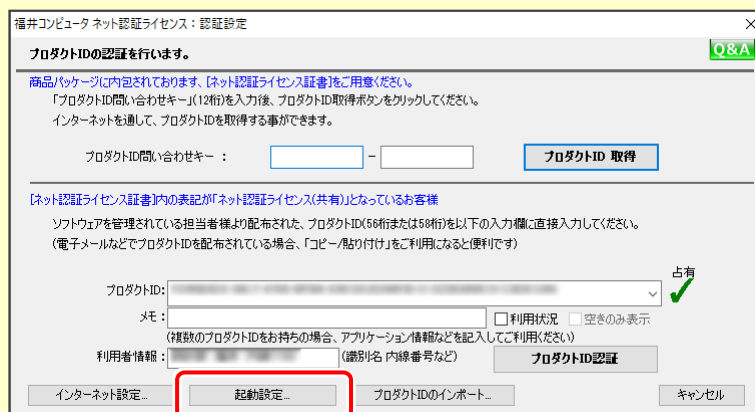 福井コンピュータ ネット認証ライセンス：認証設定
プロダクトIDの認証を行います。
Q&A
商品パッケージに内包されております、[ネット認証ライセンス証書]をご用意ください。
「プロダクトID問い合わせキー」(12桁)を入力後、プロダクトID取得ボタンをクリックしてください。
インターネットを通して、プロダクトIDを取得する事ができます。
プロダクトID問い合わせキー：
－
プロダクトID 取得
[ネット認証ライセンス証書]内の表記が「ネット認証ライセンス(共有)」となっているお客様
ソフトウェアを管理されている担当者様より配布された、プロダクトID(56桁または58桁)を以下の入力欄に直接入力してください。
(電子メールなどでプロダクトIDを配布されている場合、「コピー/貼り付け」をご利用になると便利です)
占有
プロダクトID:
メモ：
利用状況
空きのみ表示
(複数のプロダクトIDをお持ちの場合、アプリケーション情報などを記入してご利用ください)
利用者情報：
(識別名 内線番号など)
プロダクトID認証
インターネット設定...
起動設定...
プロダクトIDのインポート...
キャンセル